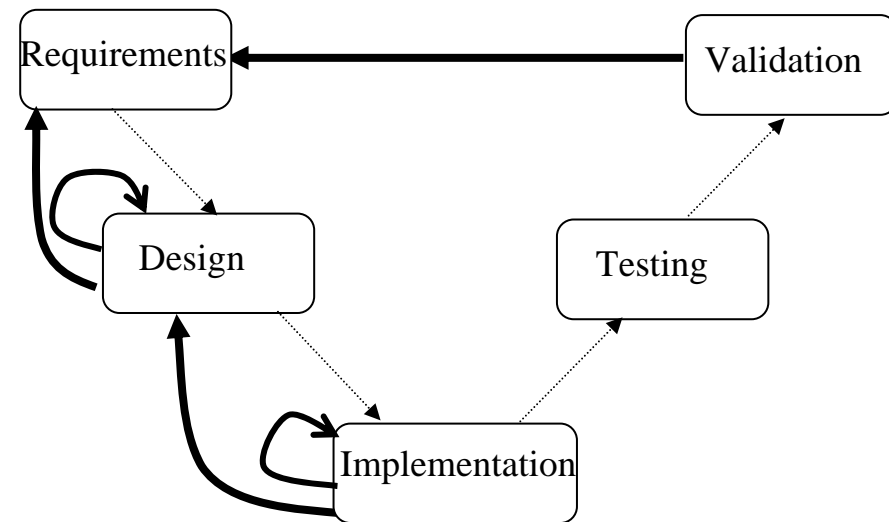 Requirements
Validation
Design
Testing
Implementation